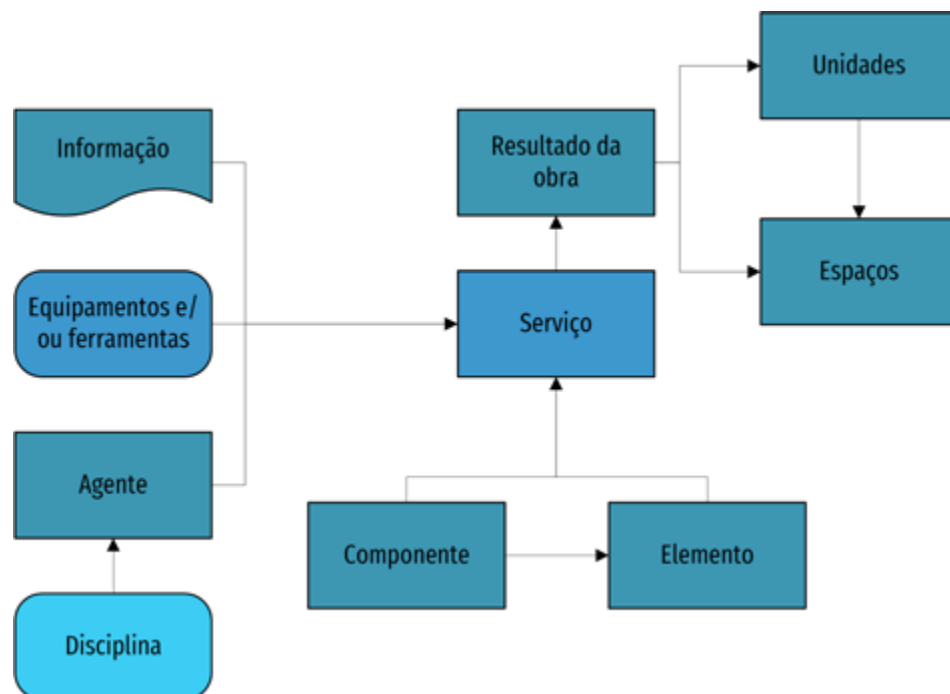 Unidades
Informação
Resultado da
obra
Espaços
Equipamentos e/
ou ferramentas
Serviço
Agente
Componente
Elemento
Disciplina